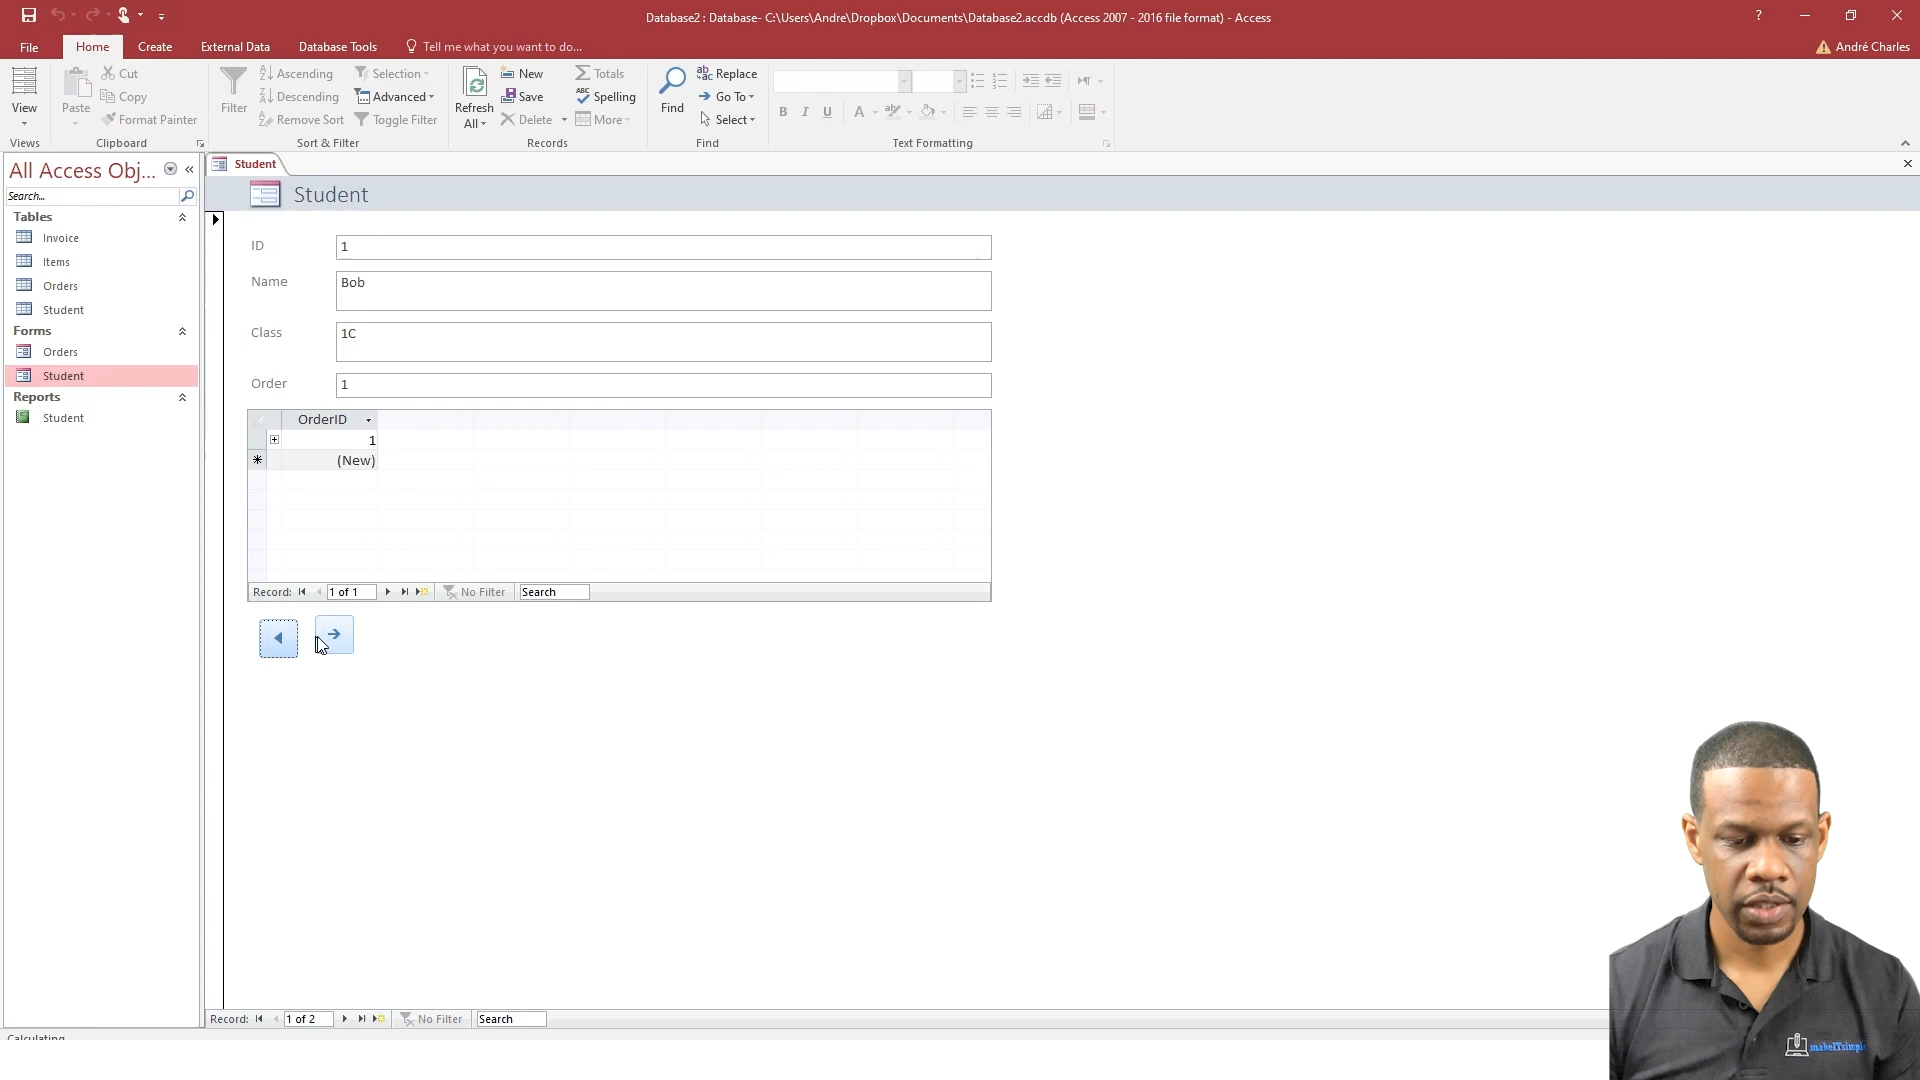 Database2 : Database- C:\Users\Andre\Dropbox\Documents\Database2.accdb (Access 2007 - 2016 file format) - Access
?
File
Home
Create
External Data
Database Tools
Tell me what you want to do...
André Charles
View
Views
Paste
Cut
Copy
Format Painter
Clipboard
Filter
Ascending
Descending
Remove Sort
Selection
Advanced
Toggle Filter
Sort & Filter
Refresh
All
New
Save
Delete
Totals
Spelling
More
Records
Find
Replace
Go To
Select
Find
B I U
A
Text Formatting
All Access Obj...
Search...
Tables
Invoice
Items
Orders
Student
Forms
Orders
Student
Reports
Student
Student
Student
ID
1
Name
Bob
Class
1C
Order
1
OrderID
1
(New)
Record:
1 of 1
No Filter
Search
Record:
1 of 2
No Filter
Search
Calculating
makeITsimple